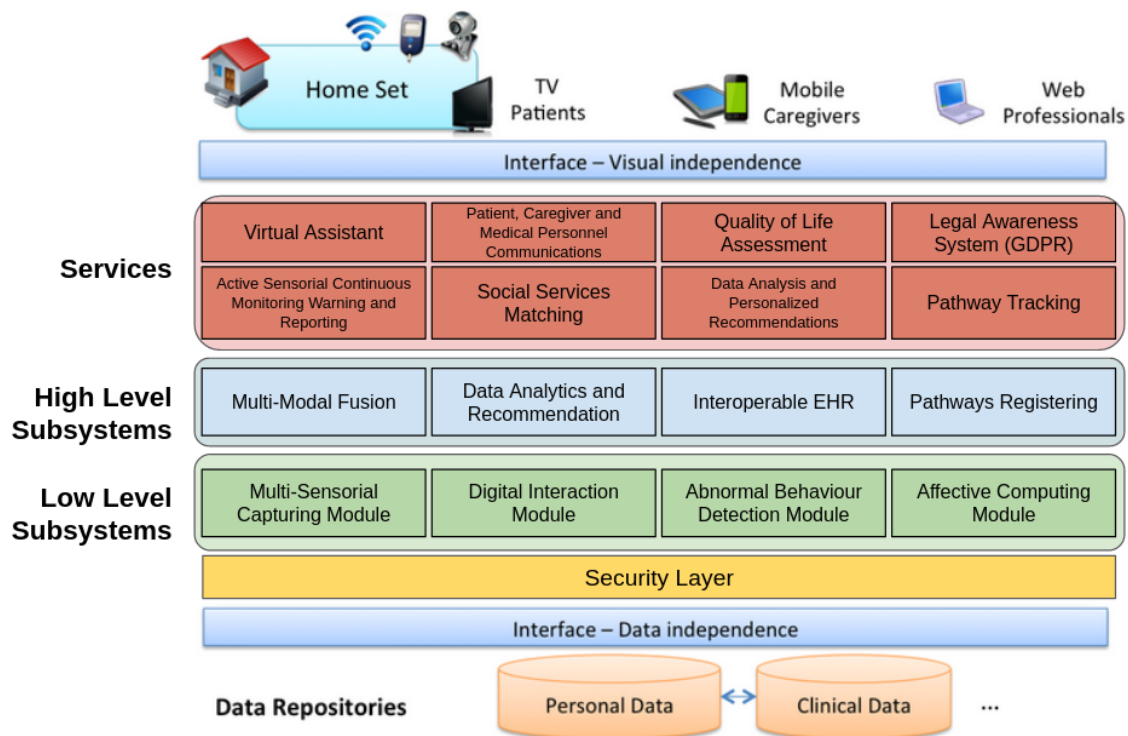 Home Set
TV
Patients
Mobile
Caregivers
Web
Professionals
Interface – Visual independence
Services
Virtual Assistant
Patient, Caregiver and
Medical Personnel
Communications
Quality of Life
Assessment
Legal Awareness
System (GDPR)
Active Sensorial Continuous
Monitoring Warning and
Reporting
Social Services
Matching
Data Analysis and
Personalized
Recommendations
Pathway Tracking
High Level
Subsystems
Multi-Modal Fusion
Data Analytics and
Recommendation
Interoperable EHR
Pathways Registering
Low Level
Subsystems
Multi-Sensorial
Capturing Module
Digital Interaction
Module
Abnormal Behaviour
Detection Module
Affective Computing
Module
Security Layer
Interface – Data independence
Data Repositories
Personal Data
Clinical Data
...